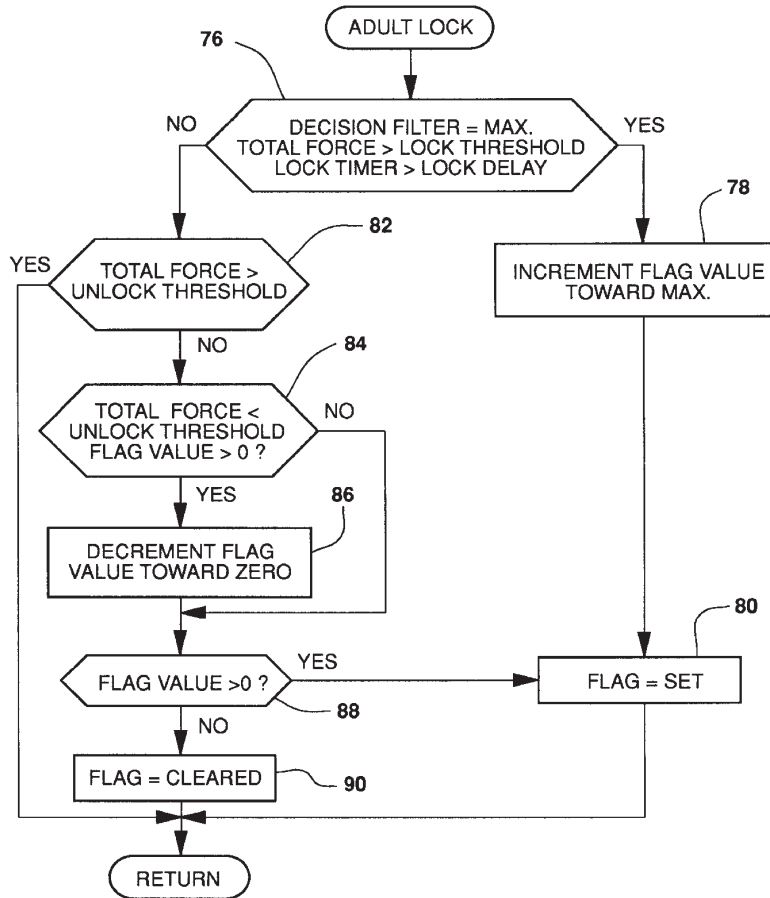 ADULT LOCK
76
NO
DECISION FILTER = MAX.
TOTAL FORCE > LOCK THRESHOLD
LOCK TIMER > LOCK DELAY
YES
78
INCREMENT FLAG VALUE
TOWARD MAX.
82
YES
TOTAL FORCE >
UNLOCK THRESHOLD
NO
84
TOTAL FORCE <
UNLOCK THRESHOLD
FLAG VALUE > 0 ?
NO
YES
86
DECREMENT FLAG
VALUE TOWARD ZERO
80
FLAG VALUE >0 ?
YES
FLAG = SET
88
NO
FLAG = CLEARED
90
RETURN